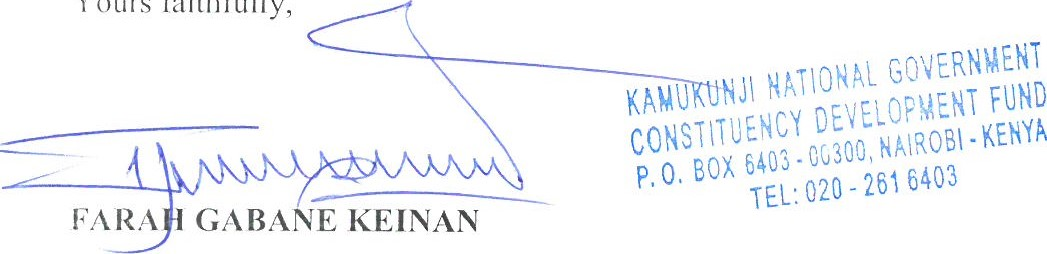 Yours faithfully,
FARAH GABANE KEINAN
KAMUKUNJI NATIONAL GOVERNMENT
CONSTITUENCY DEVELOPMENT FUND
P. O. BOX 6403 - 00300, NAIROBI - KENYA
TEL: 020 - 261 6403